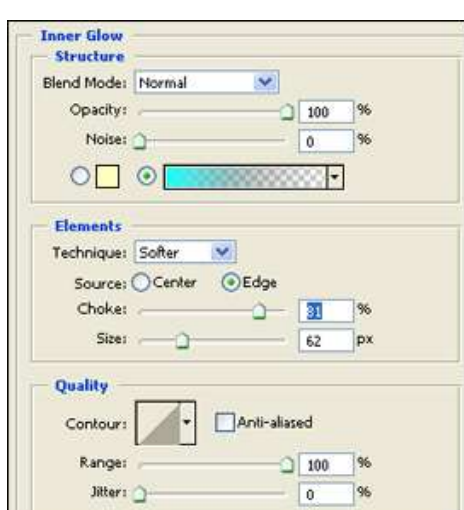 Inner Glow
Structure
Blend Mode: Normal
Opacity: 100 %
Noise: 0 %
Elements
Technique: Softer
Source: Center Edge
Choke: 81 %
Size: 62 px
Quality
Contour: Anti-aliased
Range: 100 %
Jitter: 0 %